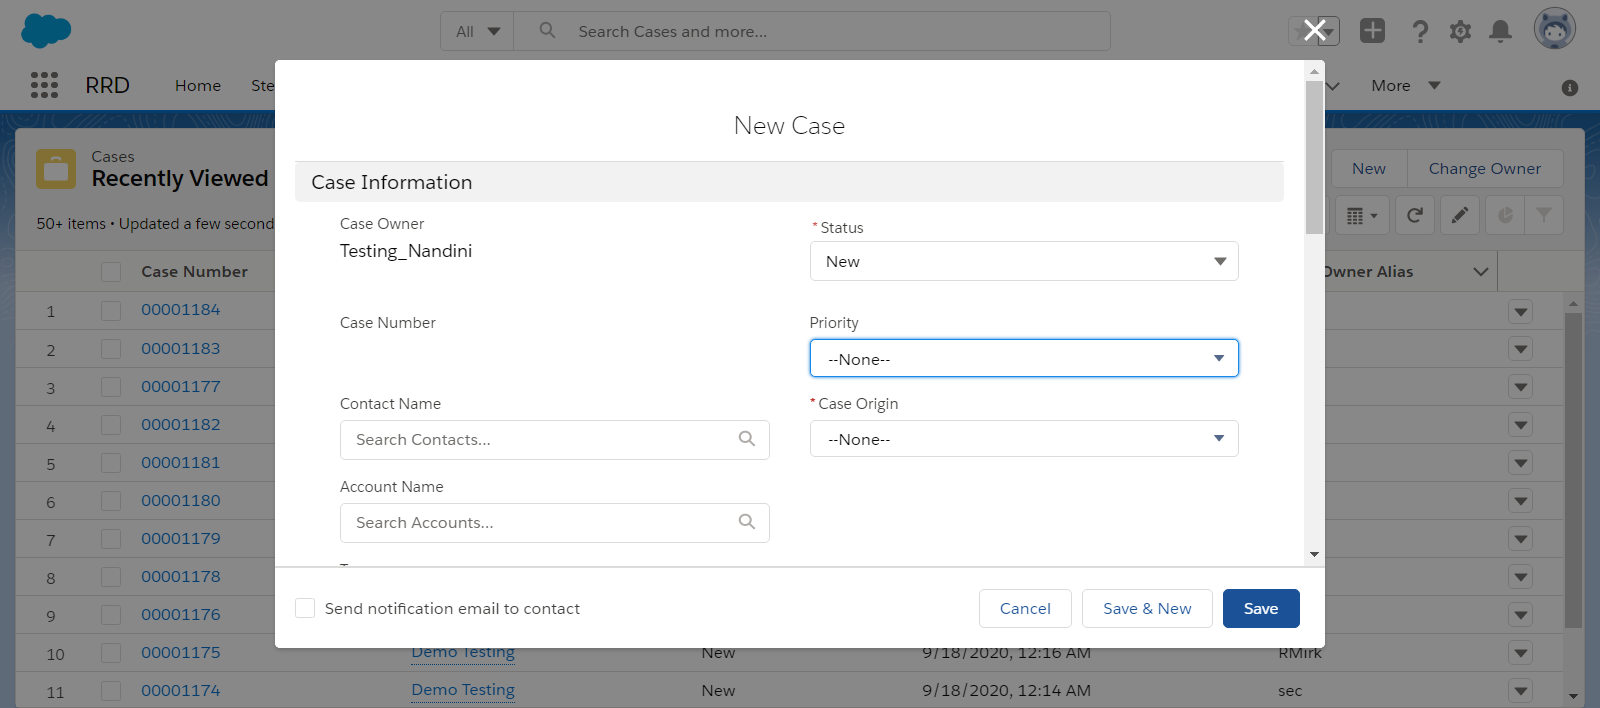 All
Search Cases and more...
RRD
Home
Ste
More
Cases
Recently Viewed
50+ items • Updated a few second
New
Change Owner
Case Number
Owner Alias
1
00001184
2
00001183
3
00001177
4
00001182
5
00001181
6
00001180
7
00001179
8
00001178
9
00001176
10
00001175
Demo Testing
New
9/18/2020, 12:16 AM
RMirk
11
00001174
Demo Testing
New
9/18/2020, 12:14 AM
sec
New Case
Case Information
Case Owner
Testing_Nandini
* Status
New
Case Number
Priority
--None--
Contact Name
Search Contacts...
* Case Origin
--None--
Account Name
Search Accounts...
Send notification email to contact
Cancel
Save & New
Save